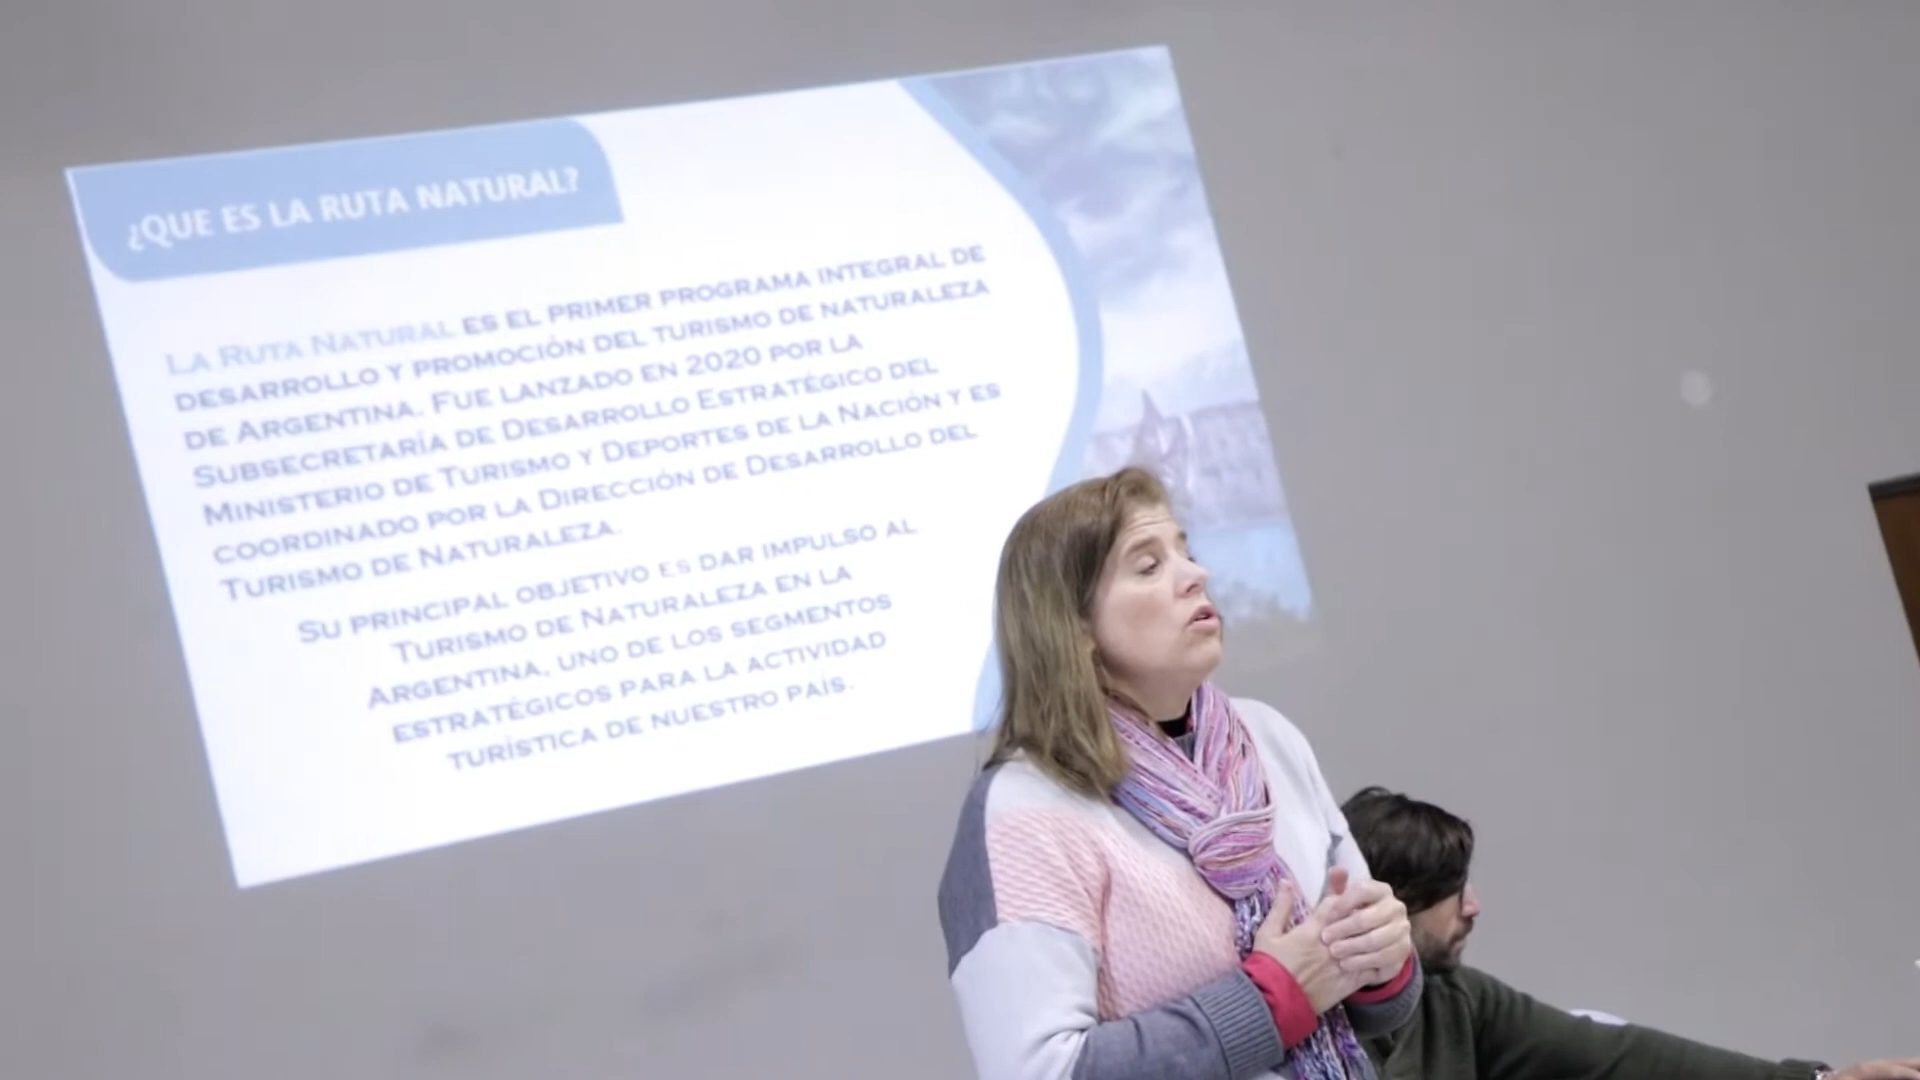 ¿QUE ES LA RUTA NATURAL?
LA RUTA NATURAL ES EL PRIMER PROGRAMA INTEGRAL DE
DESARROLLO Y PROMOCIÓN DEL TURISMO DE NATURALEZA
DE ARGENTINA. FUE LANZADO EN 2020 POR LA
SUBSECRETARÍA DE DESARROLLO ESTRATÉGICO DEL
MINISTERIO DE TURISMO Y DEPORTES DE LA NACIÓN Y ES
COORDINADO POR LA DIRECCIÓN DE DESARROLLO DEL
TURISMO DE NATURALEZA.
SU PRINCIPAL OBJETIVO ES DAR IMPULSO AL
TURISMO DE NATURALEZA EN LA
ARGENTINA, UNO DE LOS SEGMENTOS
ESTRATÉGICOS PARA LA ACTIVIDAD
TURÍSTICA DE NUESTRO PAÍS.